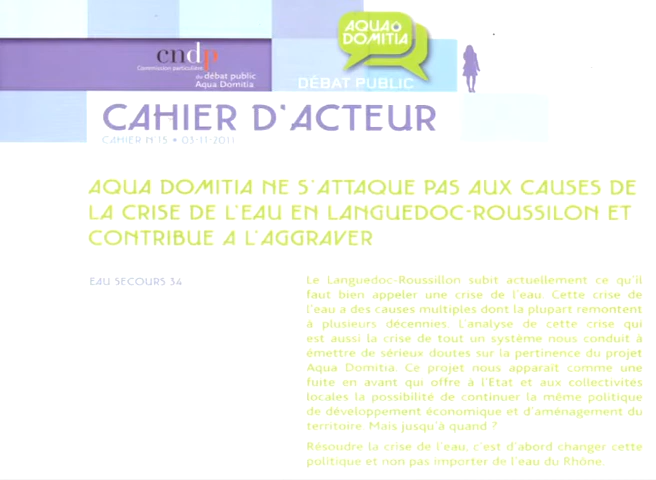 cndp
Commission particulière
du débat public
Aqua Domitia
AQUA
DOMITIA
DÉBAT PUBLIC
CAHIER D'ACTEUR
CAHIER N°15 • 03-11-2011
AQUA DOMITIA NE S'ATTAQUE PAS AUX CAUSES DE
LA CRISE DE L'EAU EN LANGUEDOC-ROUSSILON ET
CONTRIBUE A L'AGGRAVER
EAU SECOURS 34
Le Languedoc-Roussillon subit actuellement ce qu'il
faut bien appeler une crise de l'eau. Cette crise de
l'eau a des causes multiples dont la plupart remontent
à plusieurs décennies. L'analyse de cette crise qui
est aussi la crise de tout un système nous conduit à
émettre de sérieux doutes sur la pertinence du projet
Aqua Domitia. Ce projet nous apparaît comme une
fuite en avant qui offre à l'Etat et aux collectivités
locales la possibilité de continuer la même politique
de développement économique et d'aménagement du
territoire. Mais jusqu'à quand ?
Résoudre la crise de l'eau, c'est d'abord changer cette
politique et non pas importer de l'eau du Rhône.